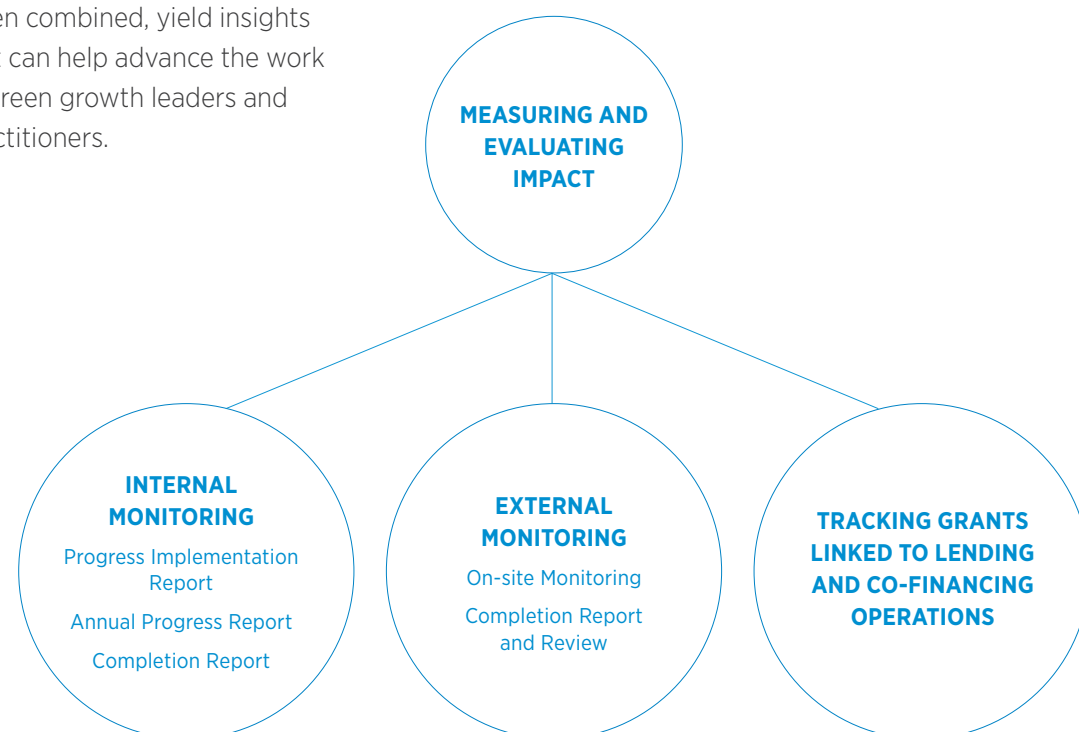 en combined, yield insights
t can help advance the work
reen growth leaders and
ctitioners.
MEASURING AND
EVALUATING
IMPACT
INTERNAL
MONITORING
Progress Implementation
Report
Annual Progress Report
Completion Report
EXTERNAL
MONITORING
On-site Monitoring
Completion Report
and Review
TRACKING GRANTS
LINKED TO LENDING
AND CO-FINANCING
OPERATIONS